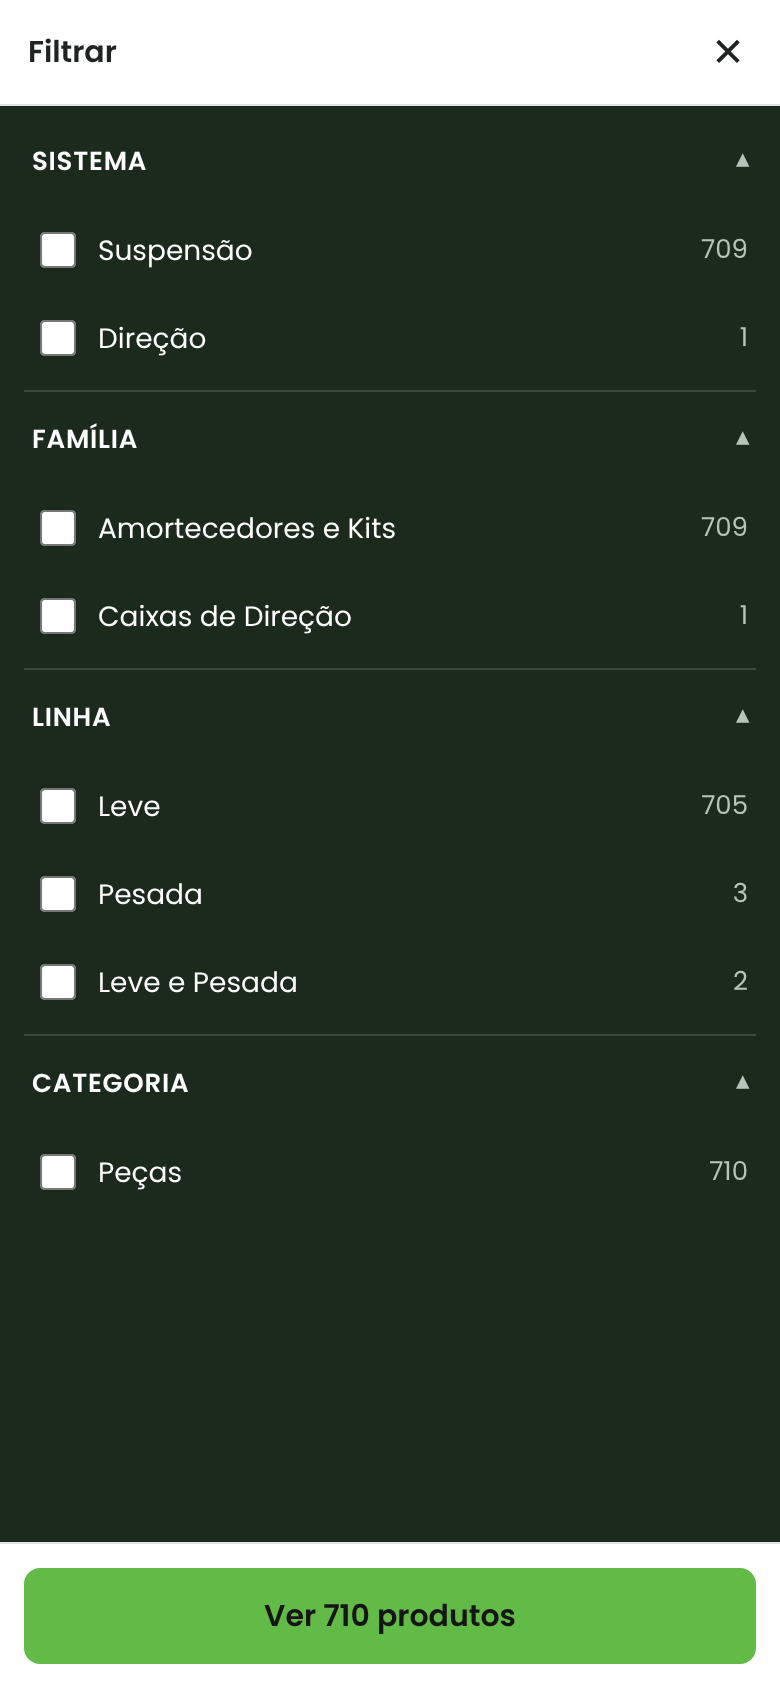 Filtrar ✕
SISTEMA ▲
Suspensão 709
Direção 1
FAMÍLIA ▲
Amortecedores e Kits 709
Caixas de Direção 1
LINHA ▲
Leve 705
Pesada 3
Leve e Pesada 2
CATEGORIA ▲
Peças 710
Ver 710 produtos